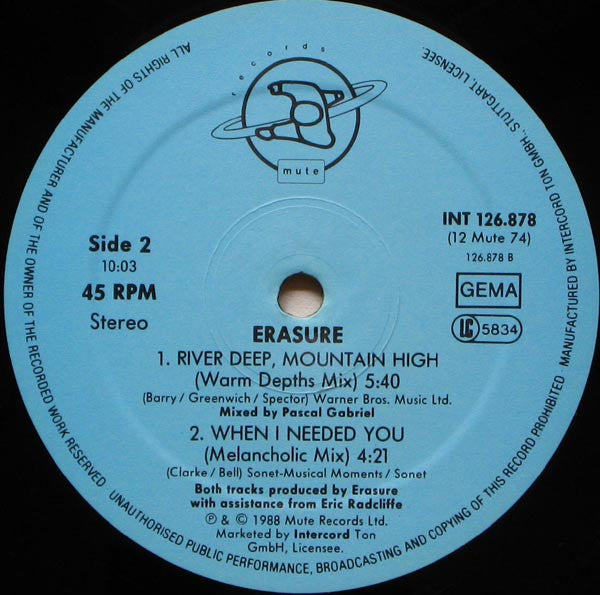 records
mute
Side 2
10:03
45 RPM
Stereo
INT 126.878
(12 Mute 74)
126.878 B
GEMA
LC 5834
ERASURE
1. RIVER DEEP, MOUNTAIN HIGH
(Warm Depths Mix) 5:40
(Barry / Greenwich / Spector) Warner Bros. Music Ltd.
Mixed by Pascal Gabriel
2. WHEN I NEEDED YOU
(Melancholic Mix) 4:21
(Clarke / Bell) Sonet-Musical Moments / Sonet
Both tracks produced by Erasure
with assistance from Eric Radcliffe
℗ & © 1988 Mute Records Ltd.
Marketed by Intercord Ton
GmbH, Licensee.
ALL RIGHTS OF THE MANUFACTURER AND OF THE OWNER OF THE RECORDED WORK RESERVED · UNAUTHORISED PUBLIC PERFORMANCE, BROADCASTING AND COPYING OF THIS RECORD PROHIBITED · MANUFACTURED BY INTERCORD TON GMBH., STUTTGART, LICENSEE.